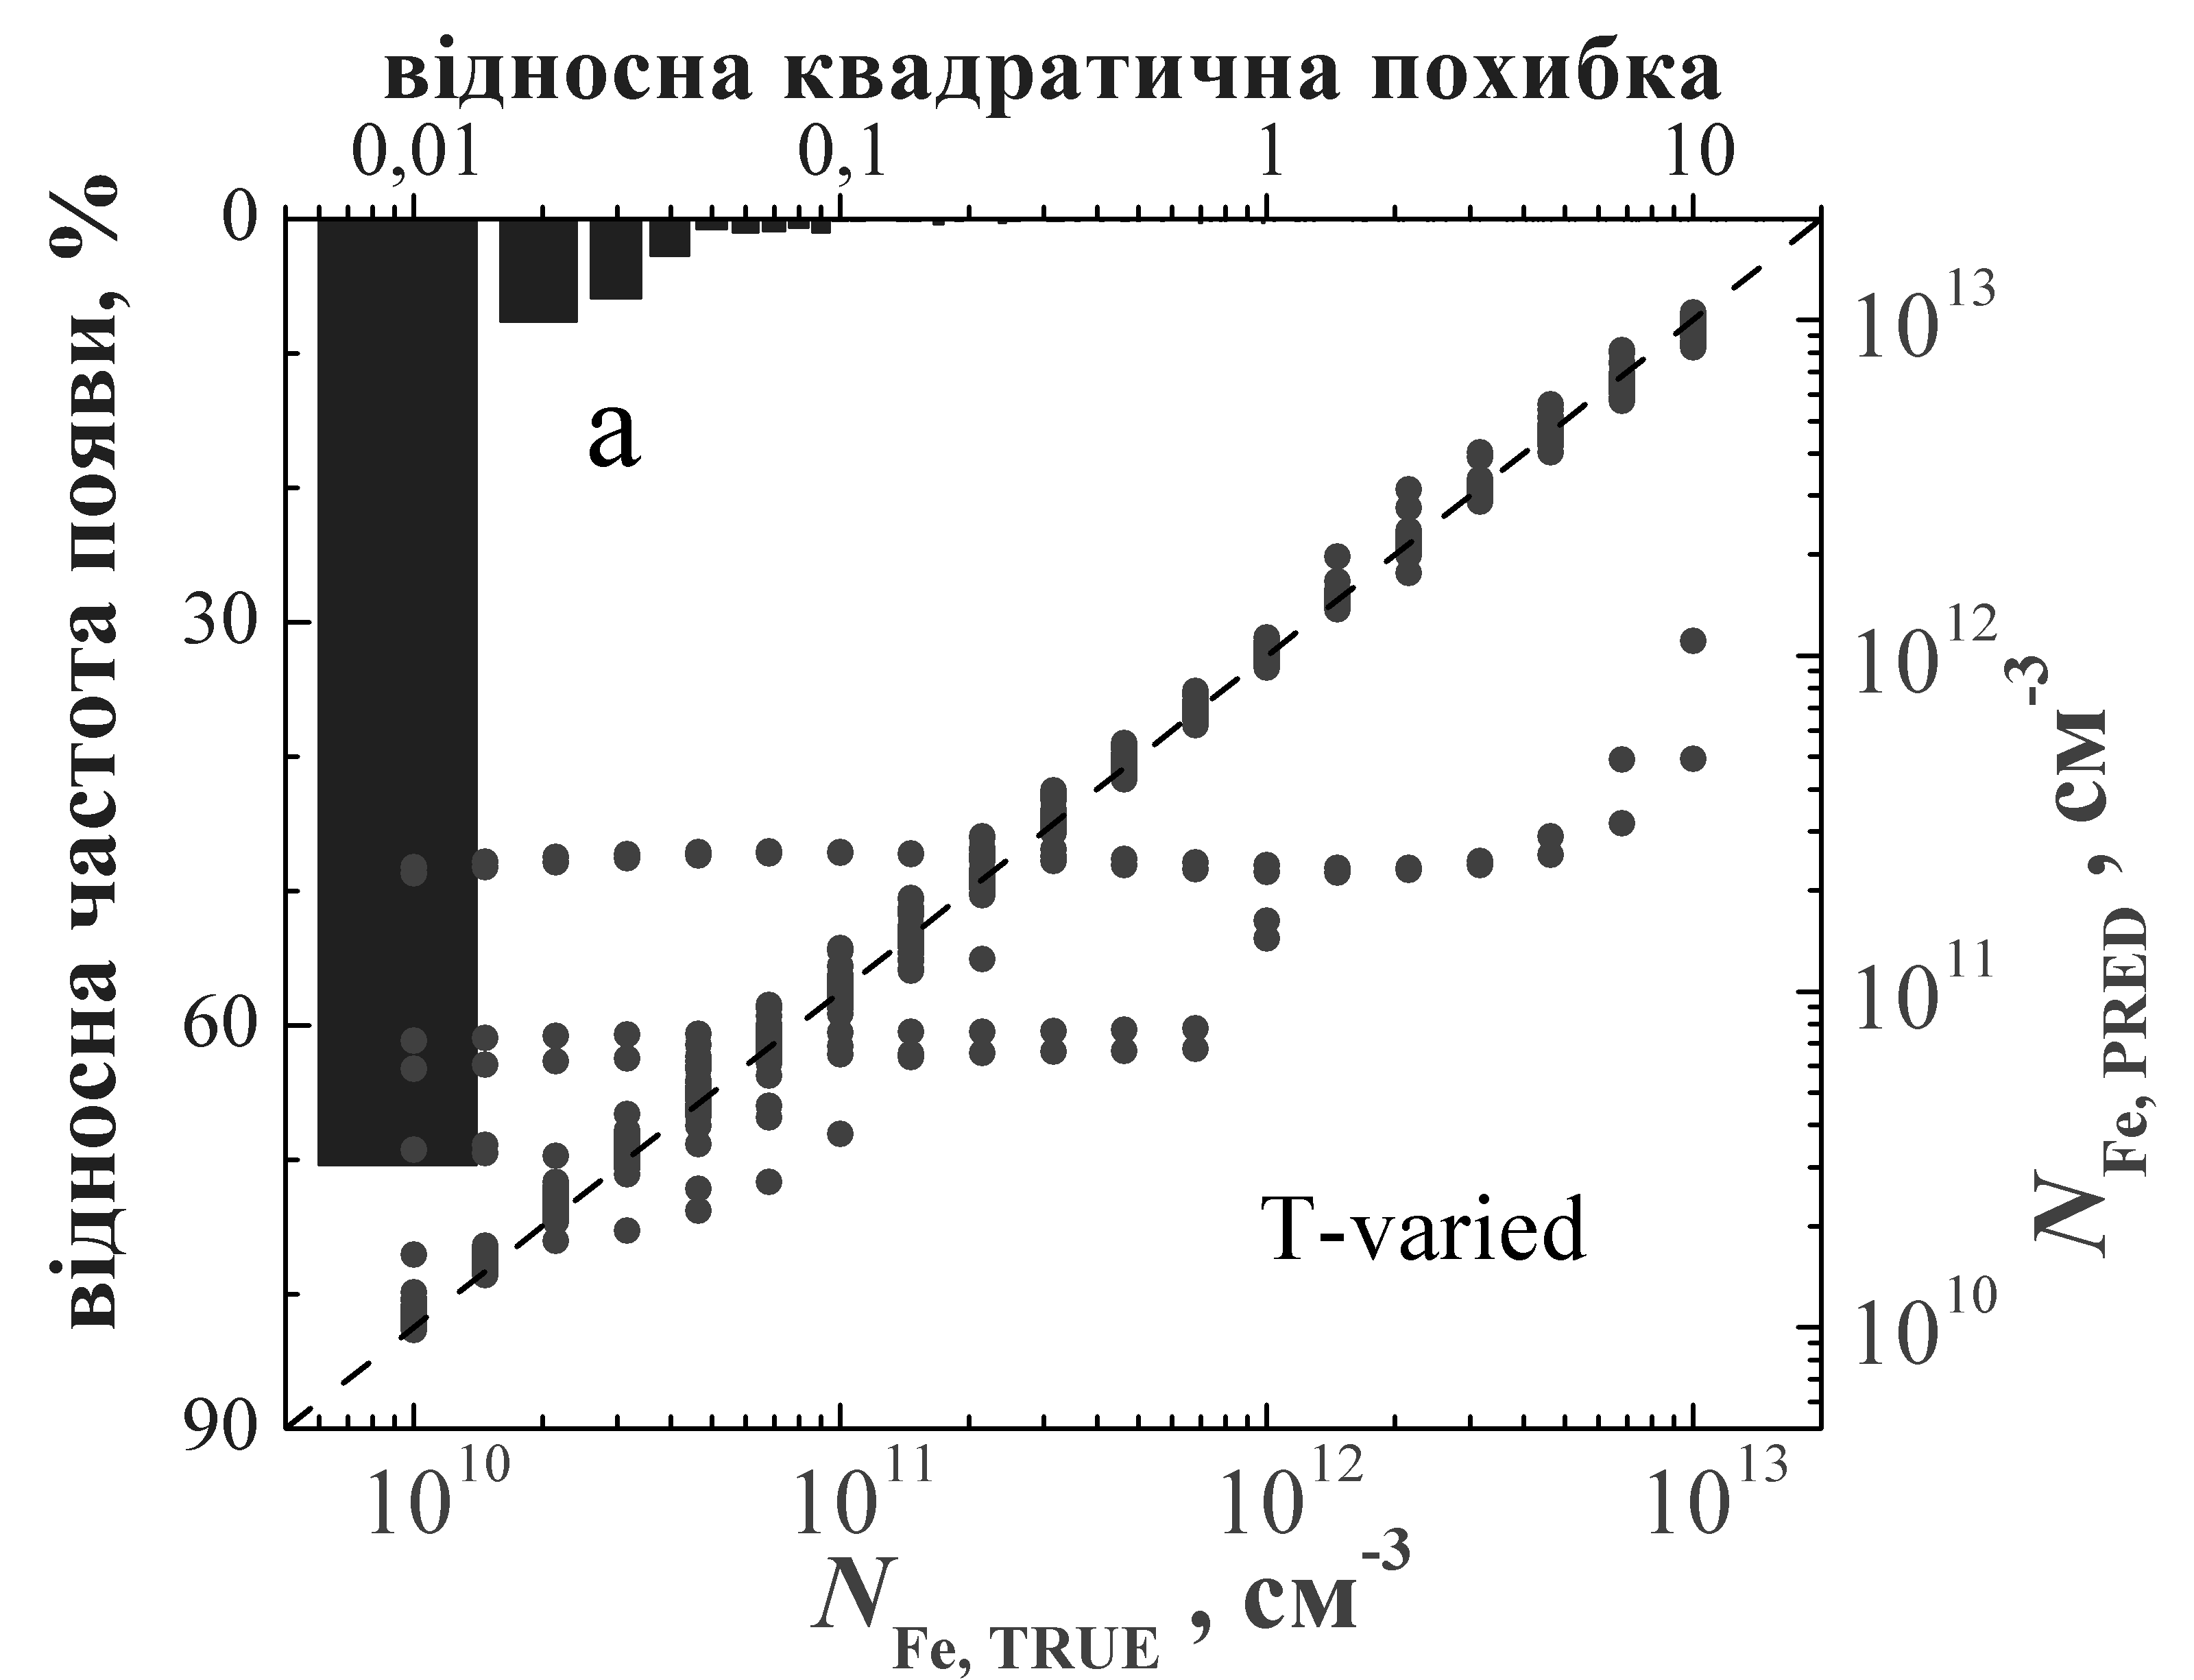 відносна квадратична похибка
0,01 0,1 1 10
відносна частота появи, %
0
30
60
90
a
T-varied
10^13
10^12
10^11
10^10
N_Fe, PRED , см^-3
10^10 10^11 10^12 10^13
N_Fe, TRUE , см^-3